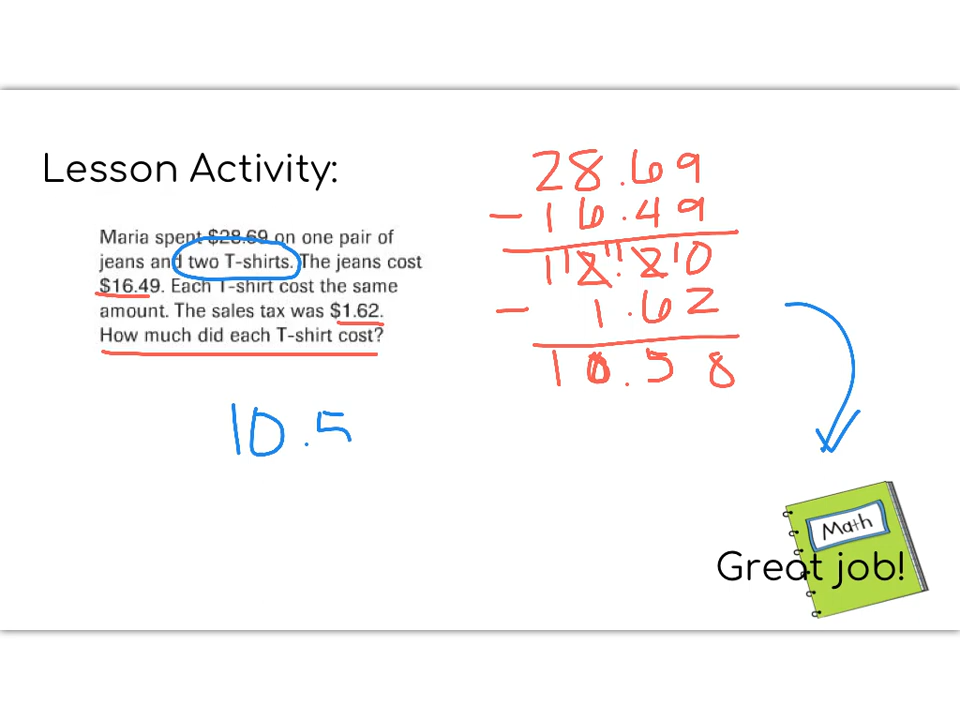 Lesson Activity:
Maria spent $28.69 on one pair of
jeans and two T-shirts. The jeans cost
$16.49. Each T-shirt cost the same
amount. The sales tax was $1.62.
How much did each T-shirt cost?
28.69
- 16.49
12.20
- 1.62
10.58
10.5
Math
Great job!